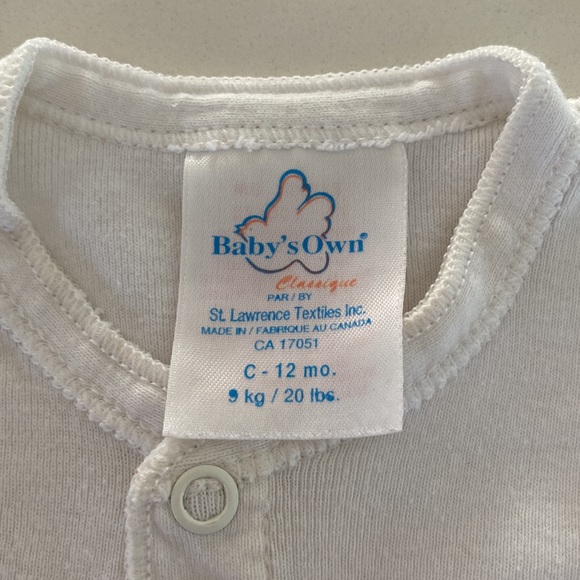 Baby's Own®
Classique
PAR / BY
St. Lawrence Textiles Inc.
MADE IN / FABRIQUE AU CANADA
CA 17051
C - 12 mo.
9 kg / 20 lbs.